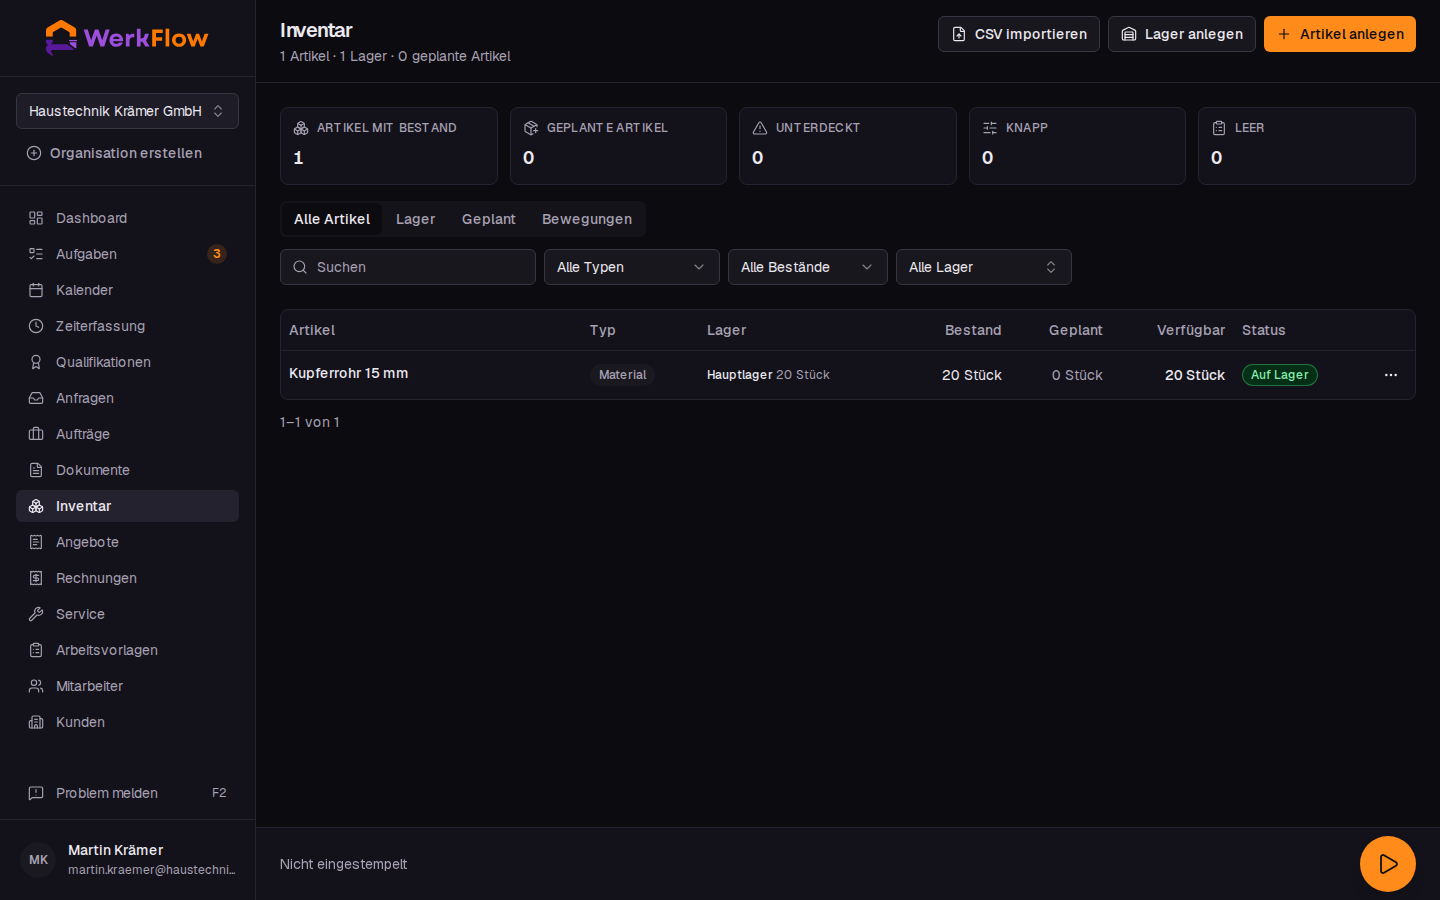 WerkFlow
Haustechnik Krämer GmbH
Organisation erstellen
Dashboard
Aufgaben 3
Kalender
Zeiterfassung
Qualifikationen
Anfragen
Aufträge
Dokumente
Inventar
Angebote
Rechnungen
Service
Arbeitsvorlagen
Mitarbeiter
Kunden
Problem melden F2
MK
Martin Krämer
martin.kraemer@haustechni...
Inventar
1 Artikel · 1 Lager · 0 geplante Artikel
CSV importieren
Lager anlegen
Artikel anlegen
ARTIKEL MIT BESTAND
1
GEPLANTE ARTIKEL
0
UNTERDECKT
0
KNAPP
0
LEER
0
Alle Artikel Lager Geplant Bewegungen
Suchen Alle Typen Alle Bestände Alle Lager
Artikel Typ Lager Bestand Geplant Verfügbar Status
Kupferrohr 15 mm Material Hauptlager 20 Stück 20 Stück 0 Stück 20 Stück Auf Lager
1–1 von 1
Nicht eingestempelt